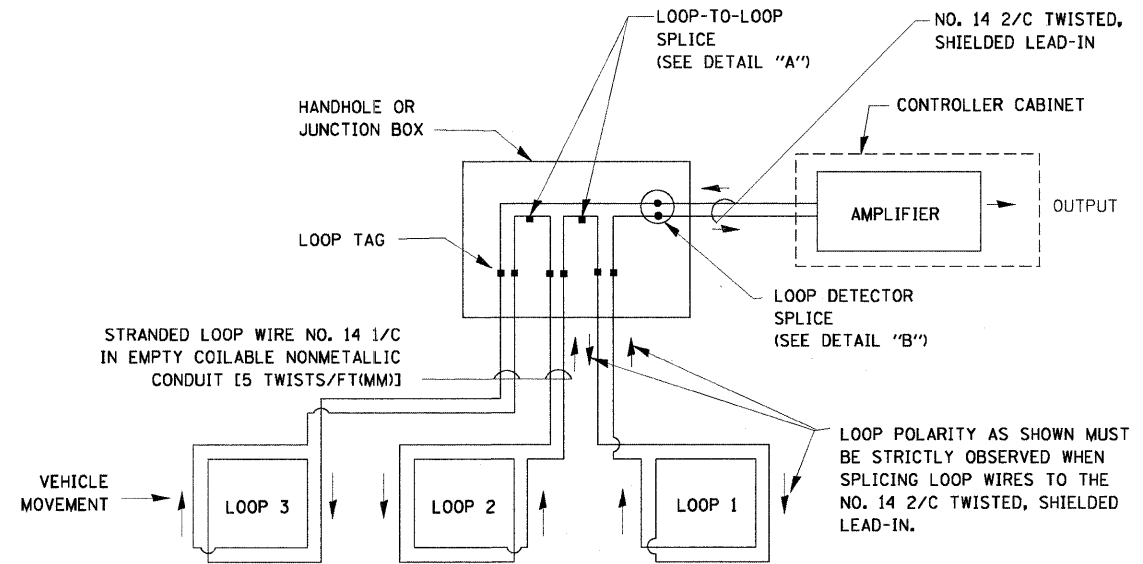 LOOP-TO-LOOP
SPLICE
(SEE DETAIL "A")
NO. 14 2/C TWISTED,
SHIELDED LEAD-IN
HANDHOLE OR
JUNCTION BOX
CONTROLLER CABINET
AMPLIFIER
OUTPUT
LOOP TAG
LOOP DETECTOR
SPLICE
(SEE DETAIL "B")
STRANDED LOOP WIRE NO. 14 1/C
IN EMPTY COILABLE NONMETALLIC
CONDUIT [5 TWISTS/FT(MM)]
LOOP POLARITY AS SHOWN MUST
BE STRICTLY OBSERVED WHEN
SPLICING LOOP WIRES TO THE
NO. 14 2/C TWISTED, SHIELDED
LEAD-IN.
VEHICLE
MOVEMENT
LOOP 3
LOOP 2
LOOP 1